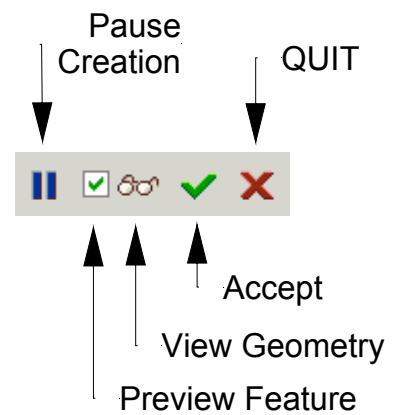 Pause
Creation
QUIT
Accept
View Geometry
Preview Feature